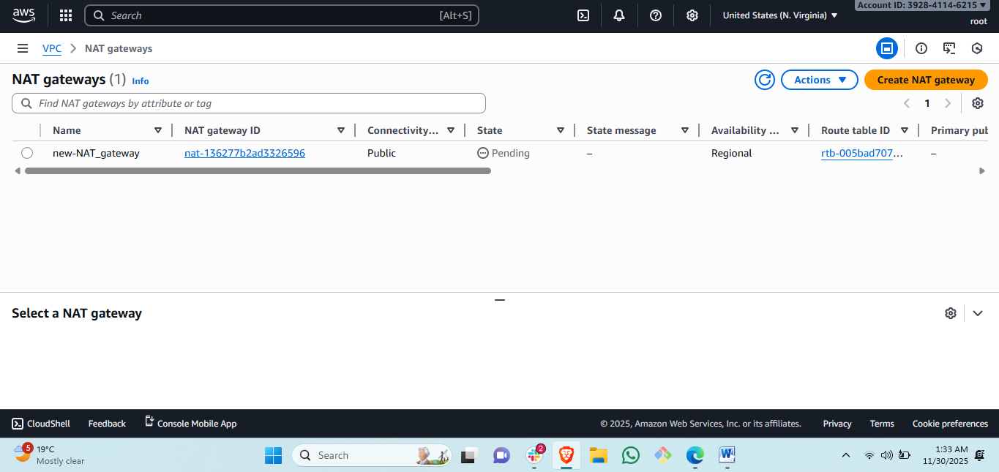 aws
Search [Alt+S]
United States (N. Virginia)
Account ID: 3928-4114-6215
root
VPC
NAT gateways
NAT gateways (1) Info
Actions
Create NAT gateway
Find NAT gateways by attribute or tag
1
Name NAT gateway ID Connectivity... State State message Availability ... Route table ID Primary pub
new-NAT_gateway nat-136277b2ad3326596 Public Pending – Regional rtb-005bad707... –
Select a NAT gateway
CloudShell Feedback Console Mobile App © 2025, Amazon Web Services, Inc. or its affiliates. Privacy Terms Cookie preferences
5
19°C
Mostly clear
Search
2
W
1:33 AM
11/30/2025